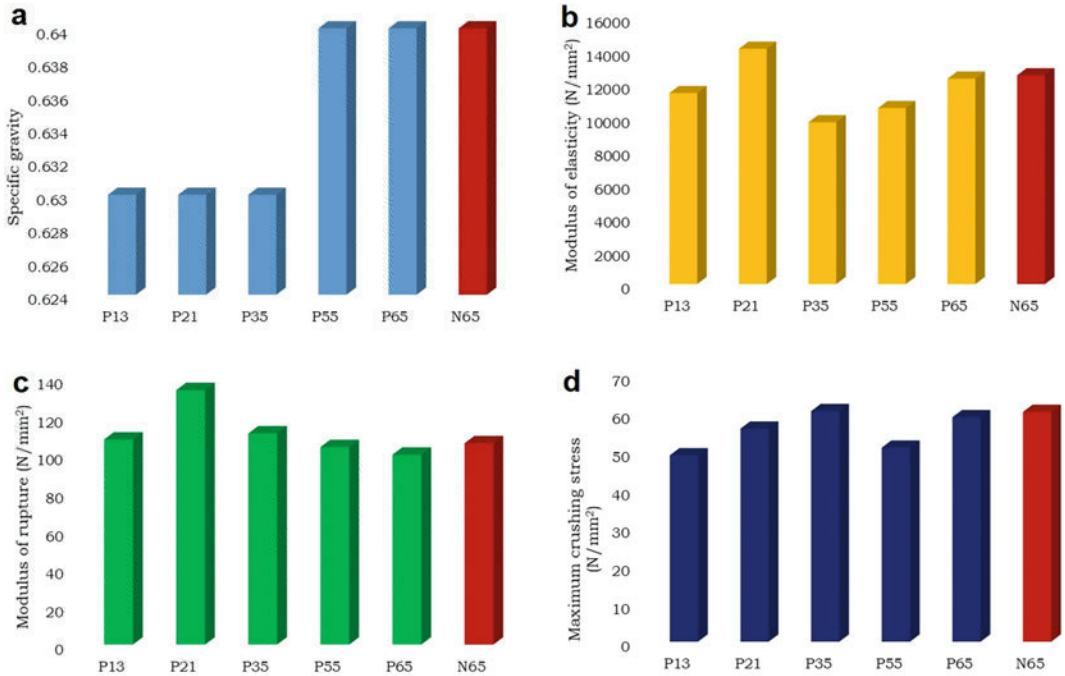 a
Specific gravity
0.64
0.638
0.636
0.634
0.632
0.63
0.628
0.626
0.624
P13 P21 P35 P55 P65 N65
b
Modulus of elasticity (N/mm²)
16000
14000
12000
10000
8000
6000
4000
2000
0
P13 P21 P35 P55 P65 N65
c
Modulus of rupture (N/mm²)
140
120
100
80
60
40
20
0
P13 P21 P35 P55 P65 N65
d
Maximum crushing stress
(N/mm²)
70
60
50
40
30
20
10
0
P13 P21 P35 P55 P65 N65